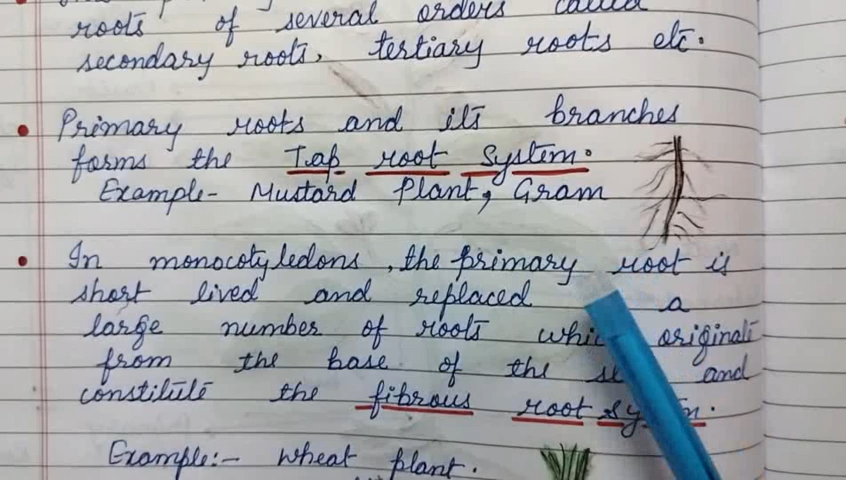 roots of several orders called
secondary roots, tertiary roots etc.
Primary roots and its branches
forms the Tap root System.
Example- Mustard Plant, Gram
In monocotyledons, the primary root is
short lived and replaced a
large number of roots originate
from the base of the and
constitute the fibrous root system.
Example:- Wheat plant.